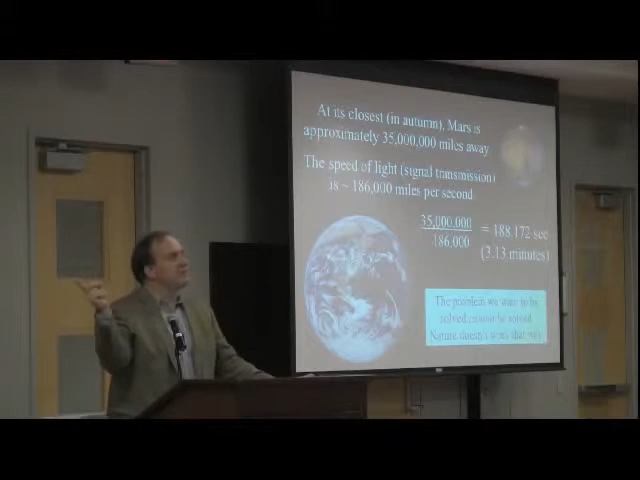 At its closest (in autumn), Mars is
approximately 35,000,000 miles away
The speed of light (signal transmission)
is ~ 186,000 miles per second
35,000,000
186,000
= 188.172 sec
(3.13 minutes)
The problem we want to be
solved cannot be solved.
Nature doesn't work that way